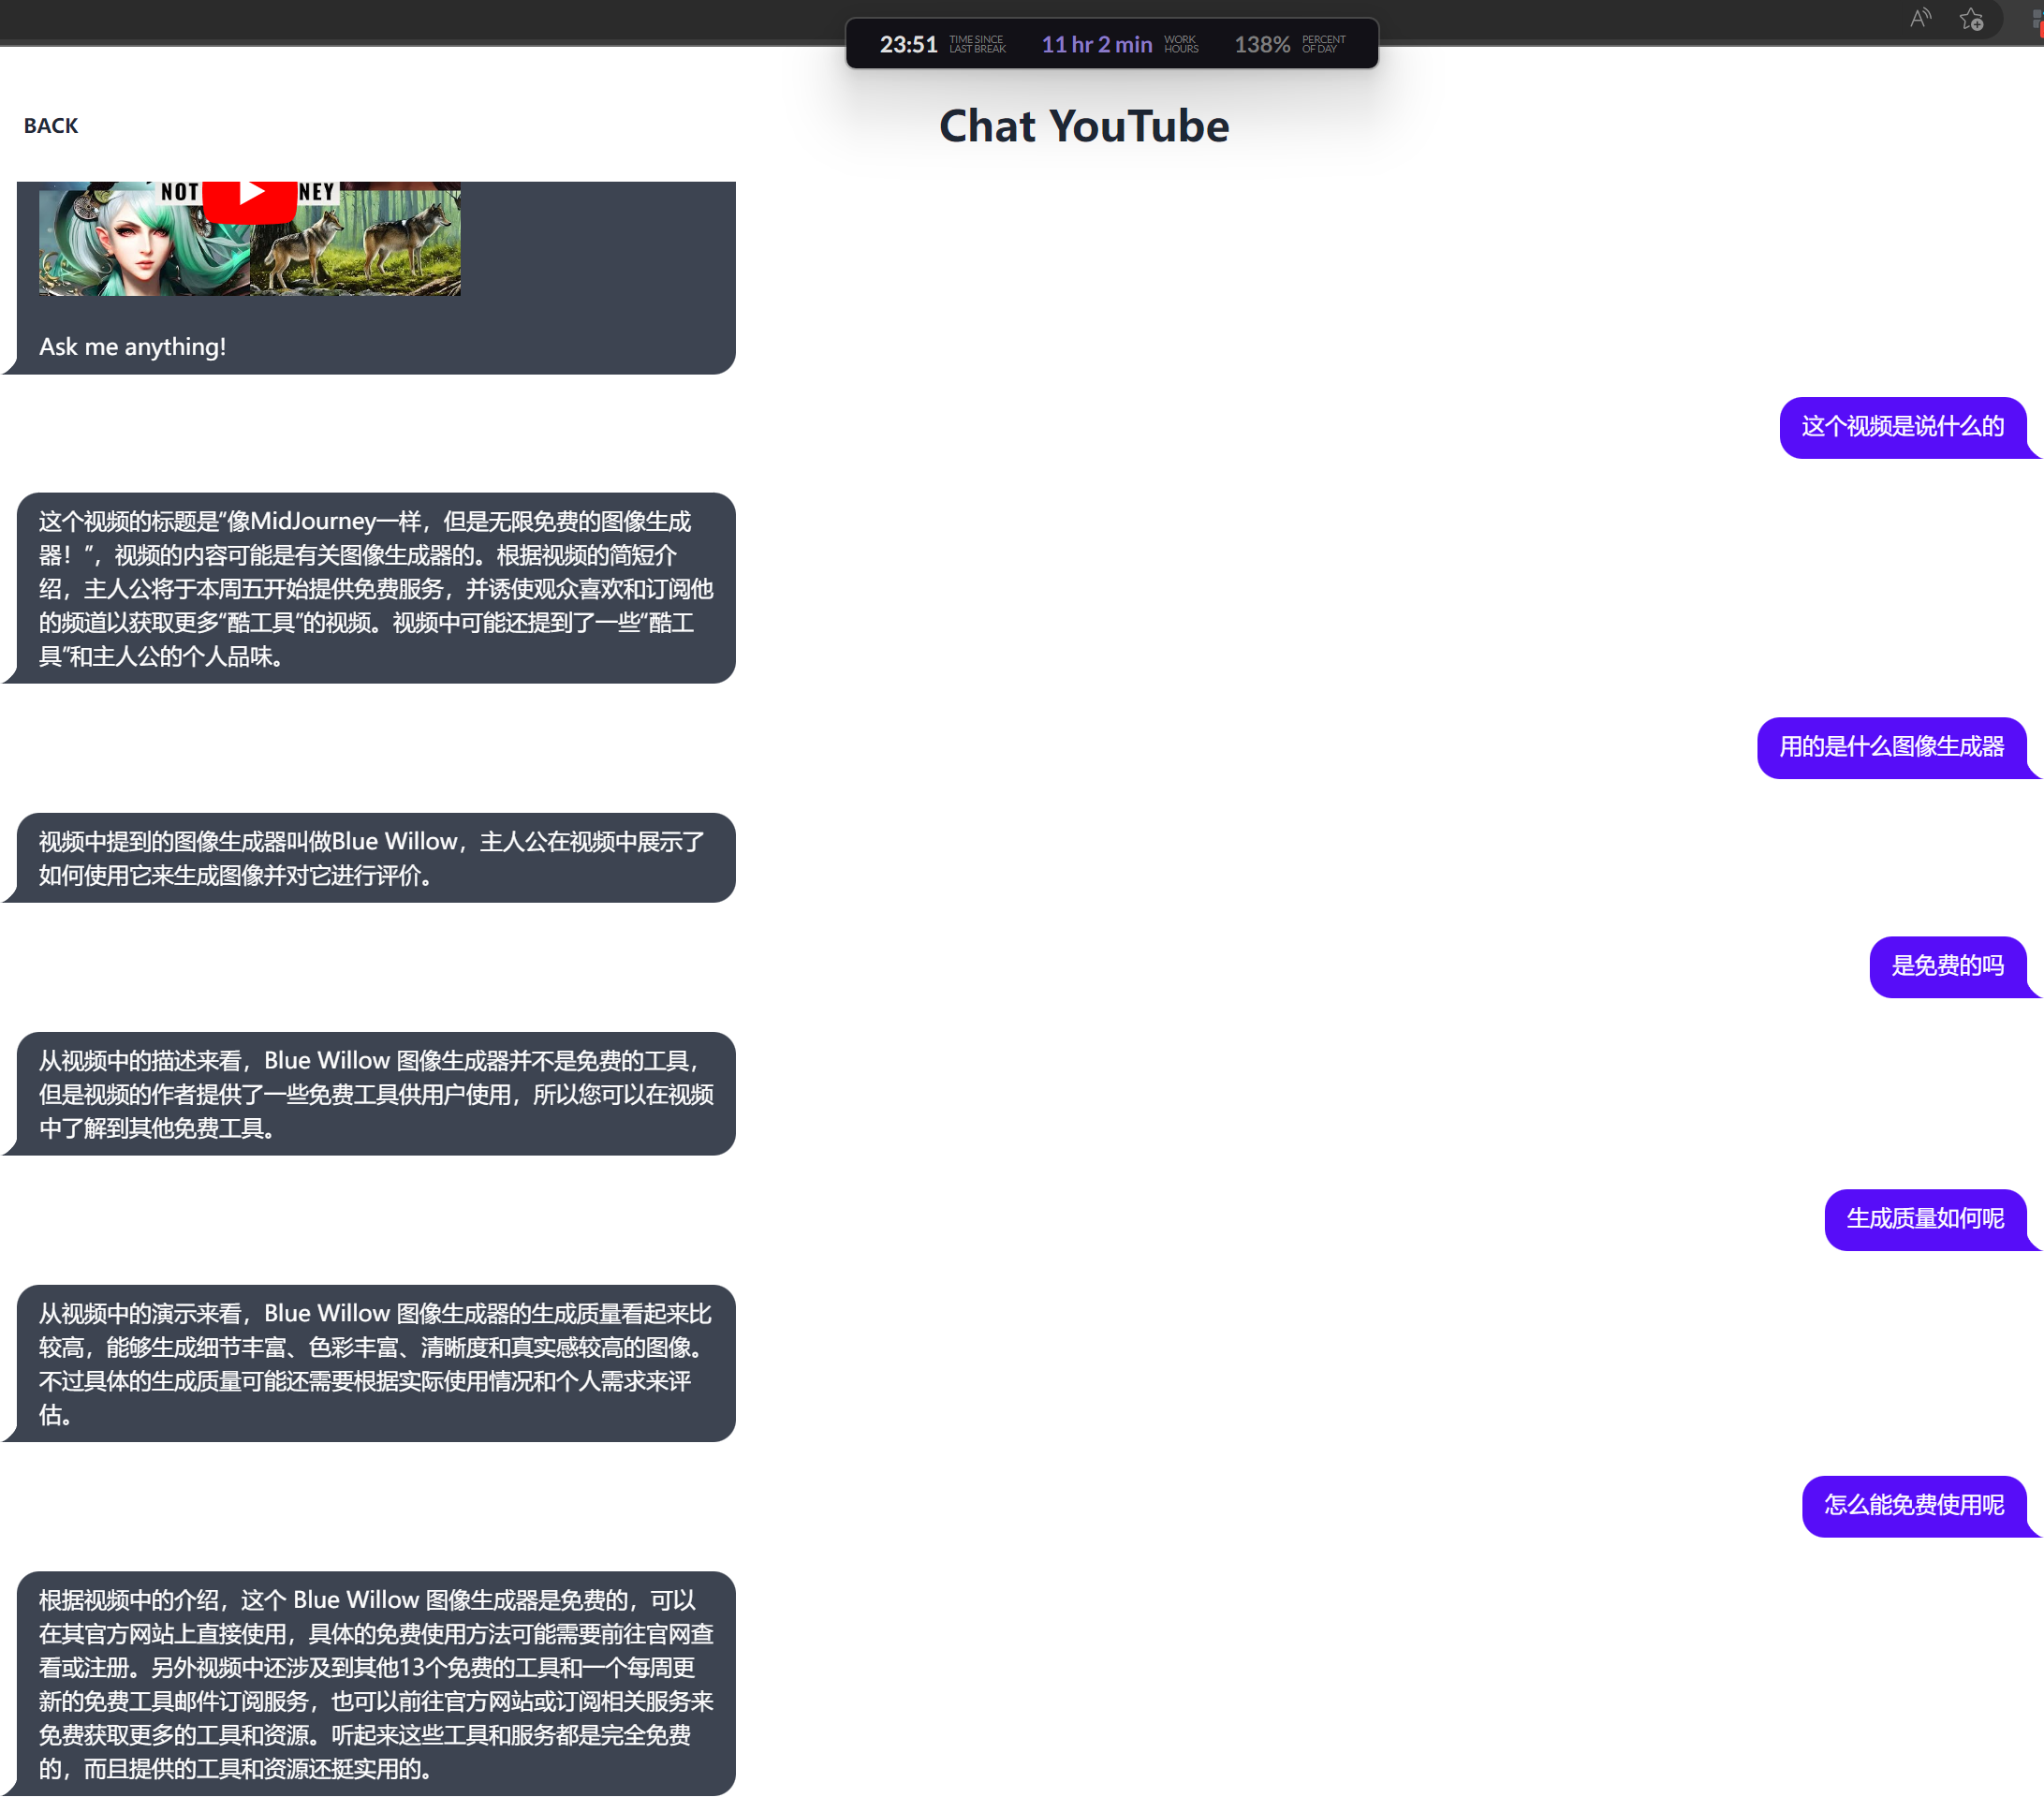 23:51 TIME SINCE LAST BREAK 11 hr 2 min WORK HOURS 138% PERCENT OF DAY
BACK
Chat YouTube
NOT NEY
Ask me anything!
这个视频是说什么的
这个视频的标题是“像MidJourney一样，但是无限免费的图像生成
器！”，视频的内容可能是有关图像生成器的。根据视频的简短介
绍，主人公将于本周五开始提供免费服务，并诱使观众喜欢和订阅他
的频道以获取更多“酷工具”的视频。视频中可能还提到了一些“酷工
具”和主人公的个人品味。
用的是什么图像生成器
视频中提到的图像生成器叫做Blue Willow，主人公在视频中展示了
如何使用它来生成图像并对它进行评价。
是免费的吗
从视频中的描述来看，Blue Willow 图像生成器并不是免费的工具，
但是视频的作者提供了一些免费工具供用户使用，所以您可以在视频
中了解到其他免费工具。
生成质量如何呢
从视频中的演示来看，Blue Willow 图像生成器的生成质量看起来比
较高，能够生成细节丰富、色彩丰富、清晰度和真实感较高的图像。
不过具体的生成质量可能还需要根据实际使用情况和个人需求来评
估。
怎么能免费使用呢
根据视频中的介绍，这个 Blue Willow 图像生成器是免费的，可以
在其官方网站上直接使用，具体的免费使用方法可能需要前往官网查
看或注册。另外视频中还涉及到其他13个免费的工具和一个每周更
新的免费工具邮件订阅服务，也可以前往官方网站或订阅相关服务来
免费获取更多的工具和资源。听起来这些工具和服务都是完全免费
的，而且提供的工具和资源还挺实用的。